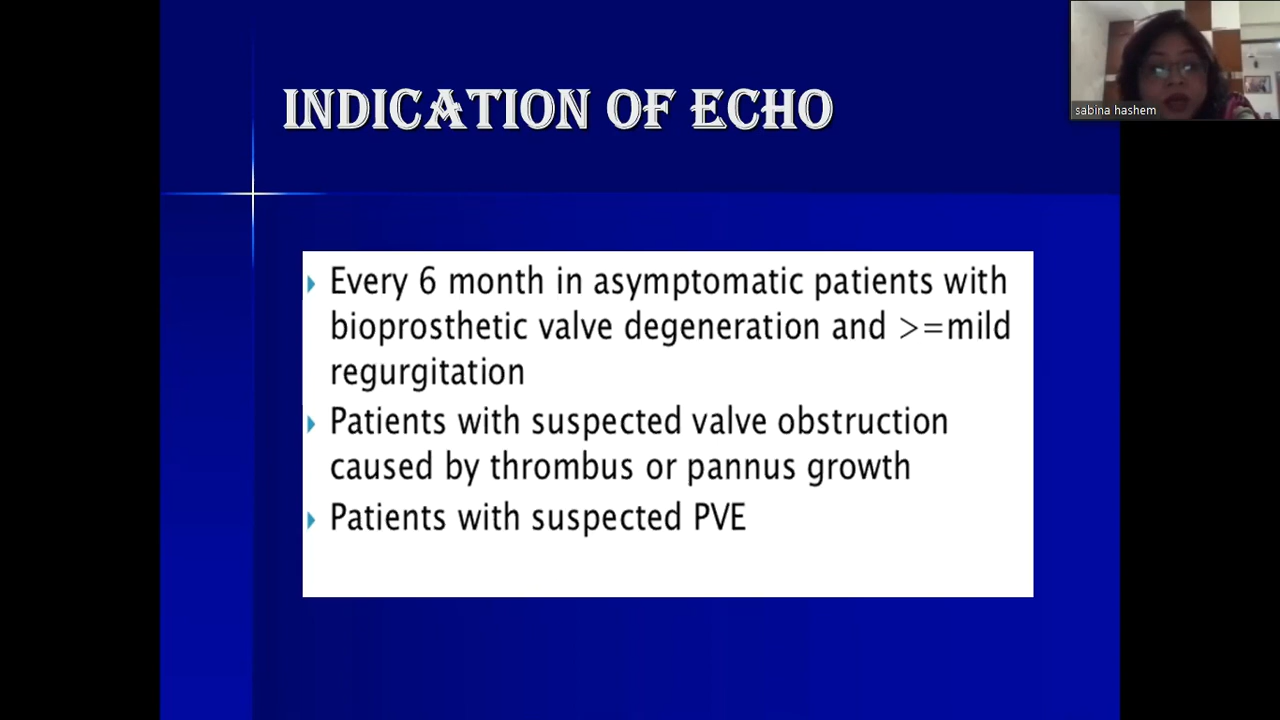 INDICATION OF ECHO
sabina hashem
Every 6 month in asymptomatic patients with
bioprosthetic valve degeneration and >=mild
regurgitation
Patients with suspected valve obstruction
caused by thrombus or pannus growth
Patients with suspected PVE